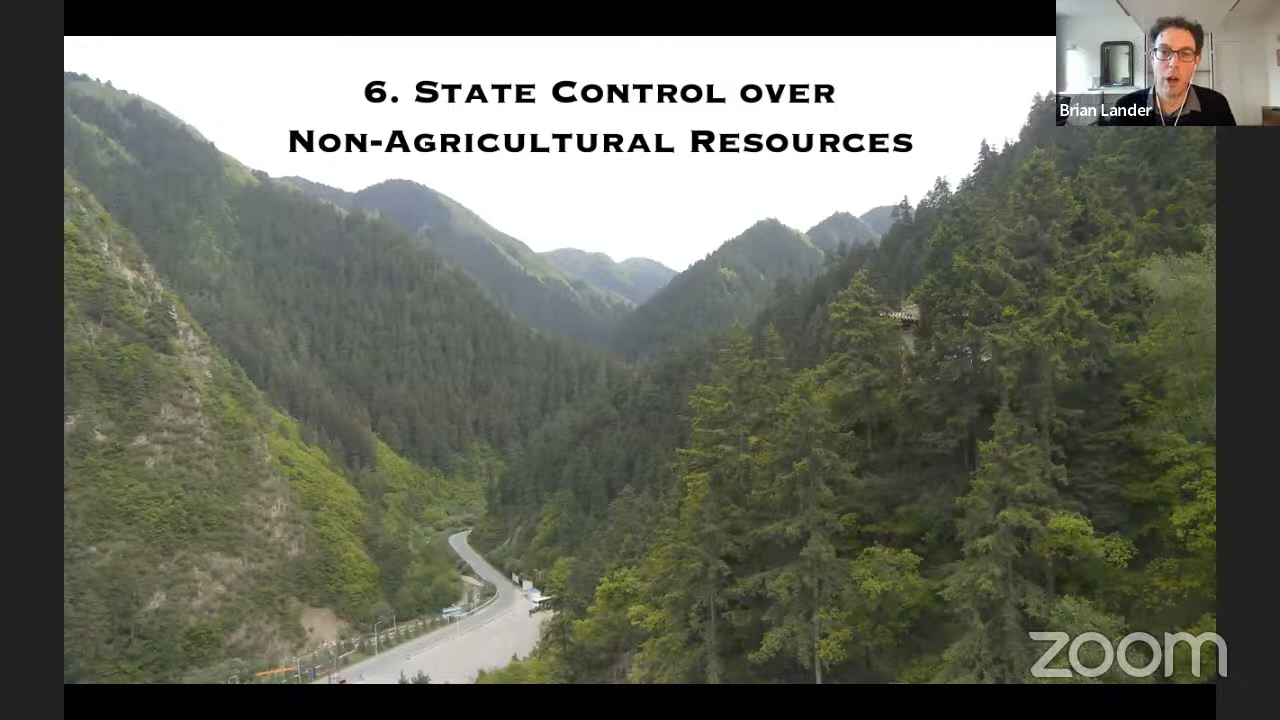 6. State Control over
Non-Agricultural Resources
Brian Lander
zoom